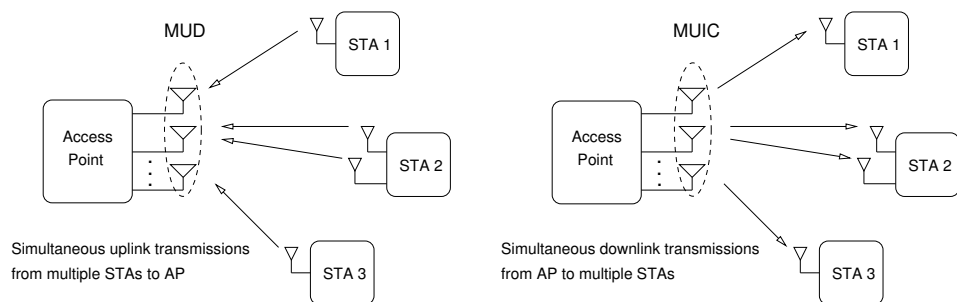 MUD
STA 1
Access
Point
STA 2
STA 3
Simultaneous uplink transmissions
from multiple STAs to AP
MUIC
STA 1
Access
Point
STA 2
STA 3
Simultaneous downlink transmissions
from AP to multiple STAs